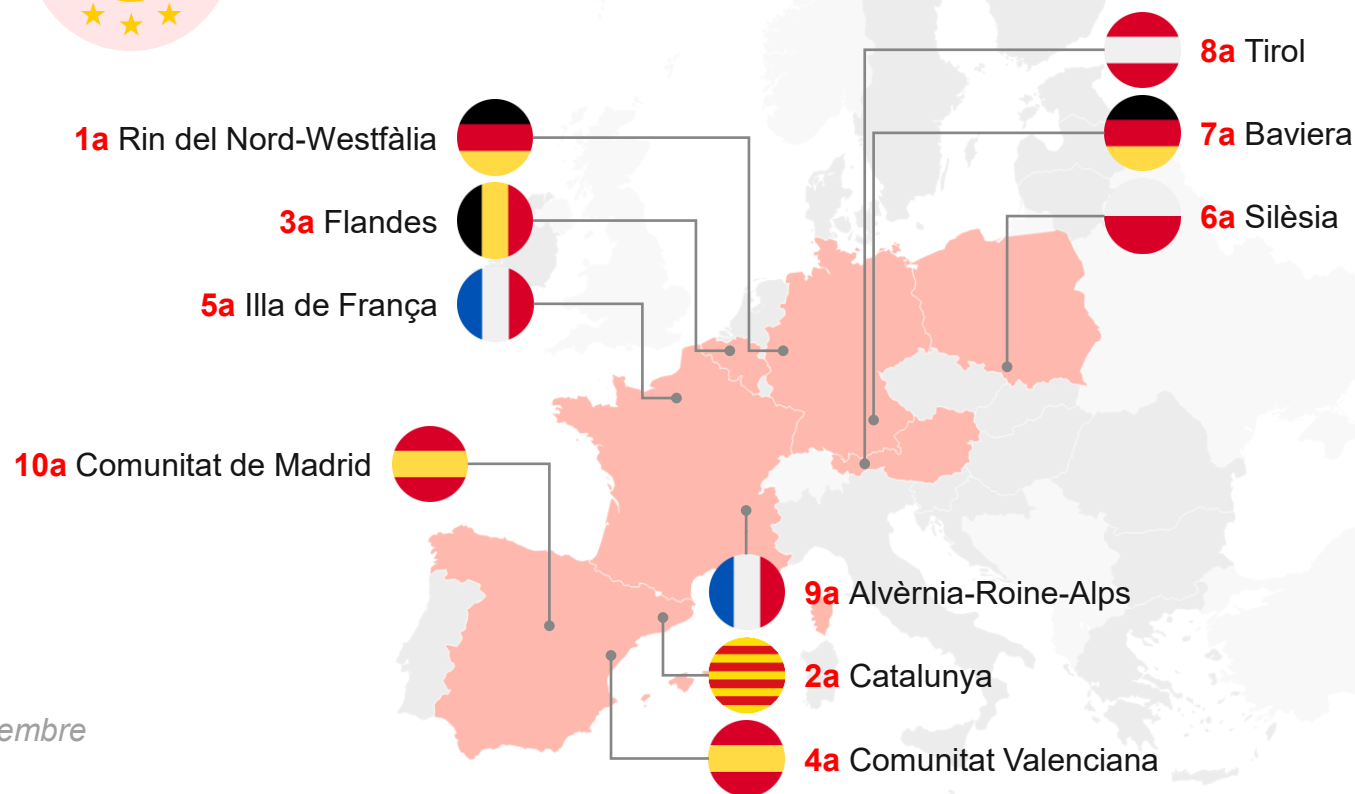 8a Tirol
1a Rin del Nord-Westfàlia
7a Baviera
3a Flandes
6a Silèsia
5a Illa de França
10a Comunitat de Madrid
9a Alvèrnia-Roine-Alps
2a Catalunya
embre
4a Comunitat Valenciana